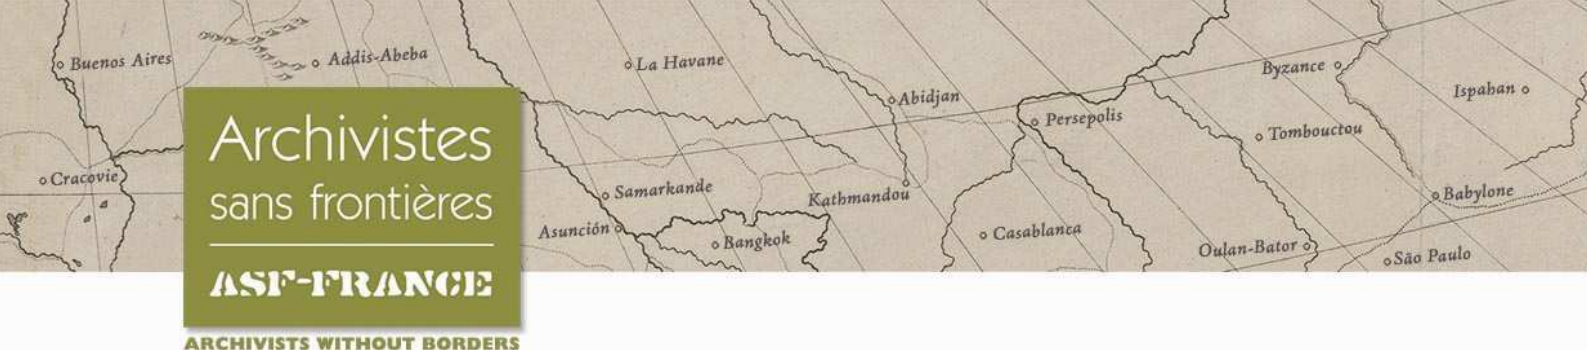 Buenos Aires
Addis-Abeba
La Havane
Abidjan
Persepolis
Byzance
Ispahan
Tombouctou
Cracovie
Samarkande
Kathmandou
Babylone
Asunción
Bangkok
Casablanca
Oulan-Bator
São Paulo
Archivistes
sans frontières
ASF-FRANCE
ARCHIVISTS WITHOUT BORDERS